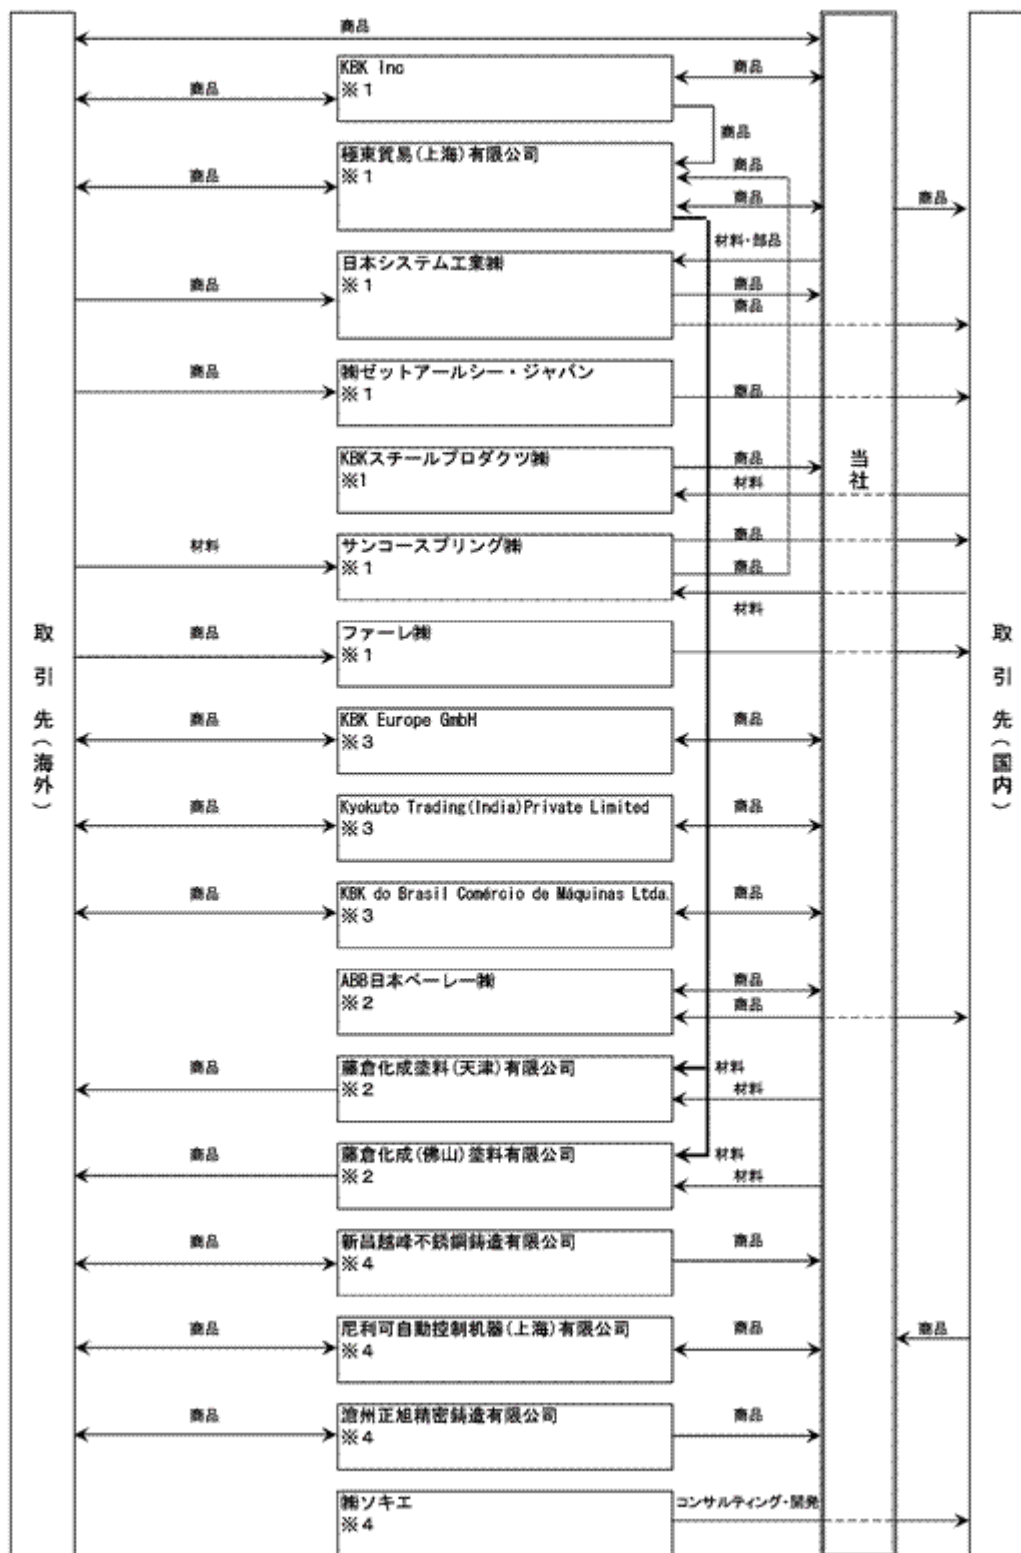 商品
KBK Inc
※1
商品
商品
商品
極東貿易(上海)有限公司
※1
商品
商品
商品
商品
材料・部品
日本システム工業㈱
※1
商品
商品
商品
㈱ゼットアールシー・ジャパン
※1
商品
商品
KBKスチールプロダクツ㈱
※1
商品
材料
当社
サンコースプリング㈱
※1
材料
商品
商品
材料
ファーレ㈱
※1
商品
取引先(海外)
取引先(国内)
KBK Europe GmbH
※3
商品
商品
Kyokuto Trading(India)Private Limited
※3
商品
商品
KBK do Brasil Comércio de Máquinas Ltda.
※3
商品
商品
ABB日本ベーレー㈱
※2
商品
商品
藤倉化成塗料(天津)有限公司
※2
商品
材料
材料
藤倉化成(佛山)塗料有限公司
※2
商品
材料
材料
新昌越峰不銹鋼鋳造有限公司
※4
商品
商品
尼利可自動控制机器(上海)有限公司
※4
商品
商品
商品
滄州正旭精密鋳造有限公司
※4
商品
商品
㈱ソキエ
※4
コンサルティング・開発